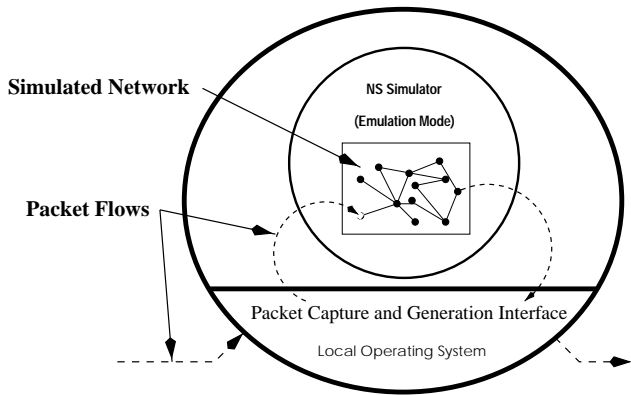 Simulated Network
NS Simulator
(Emulation Mode)
Packet Flows
Packet Capture and Generation Interface
Local Operating System